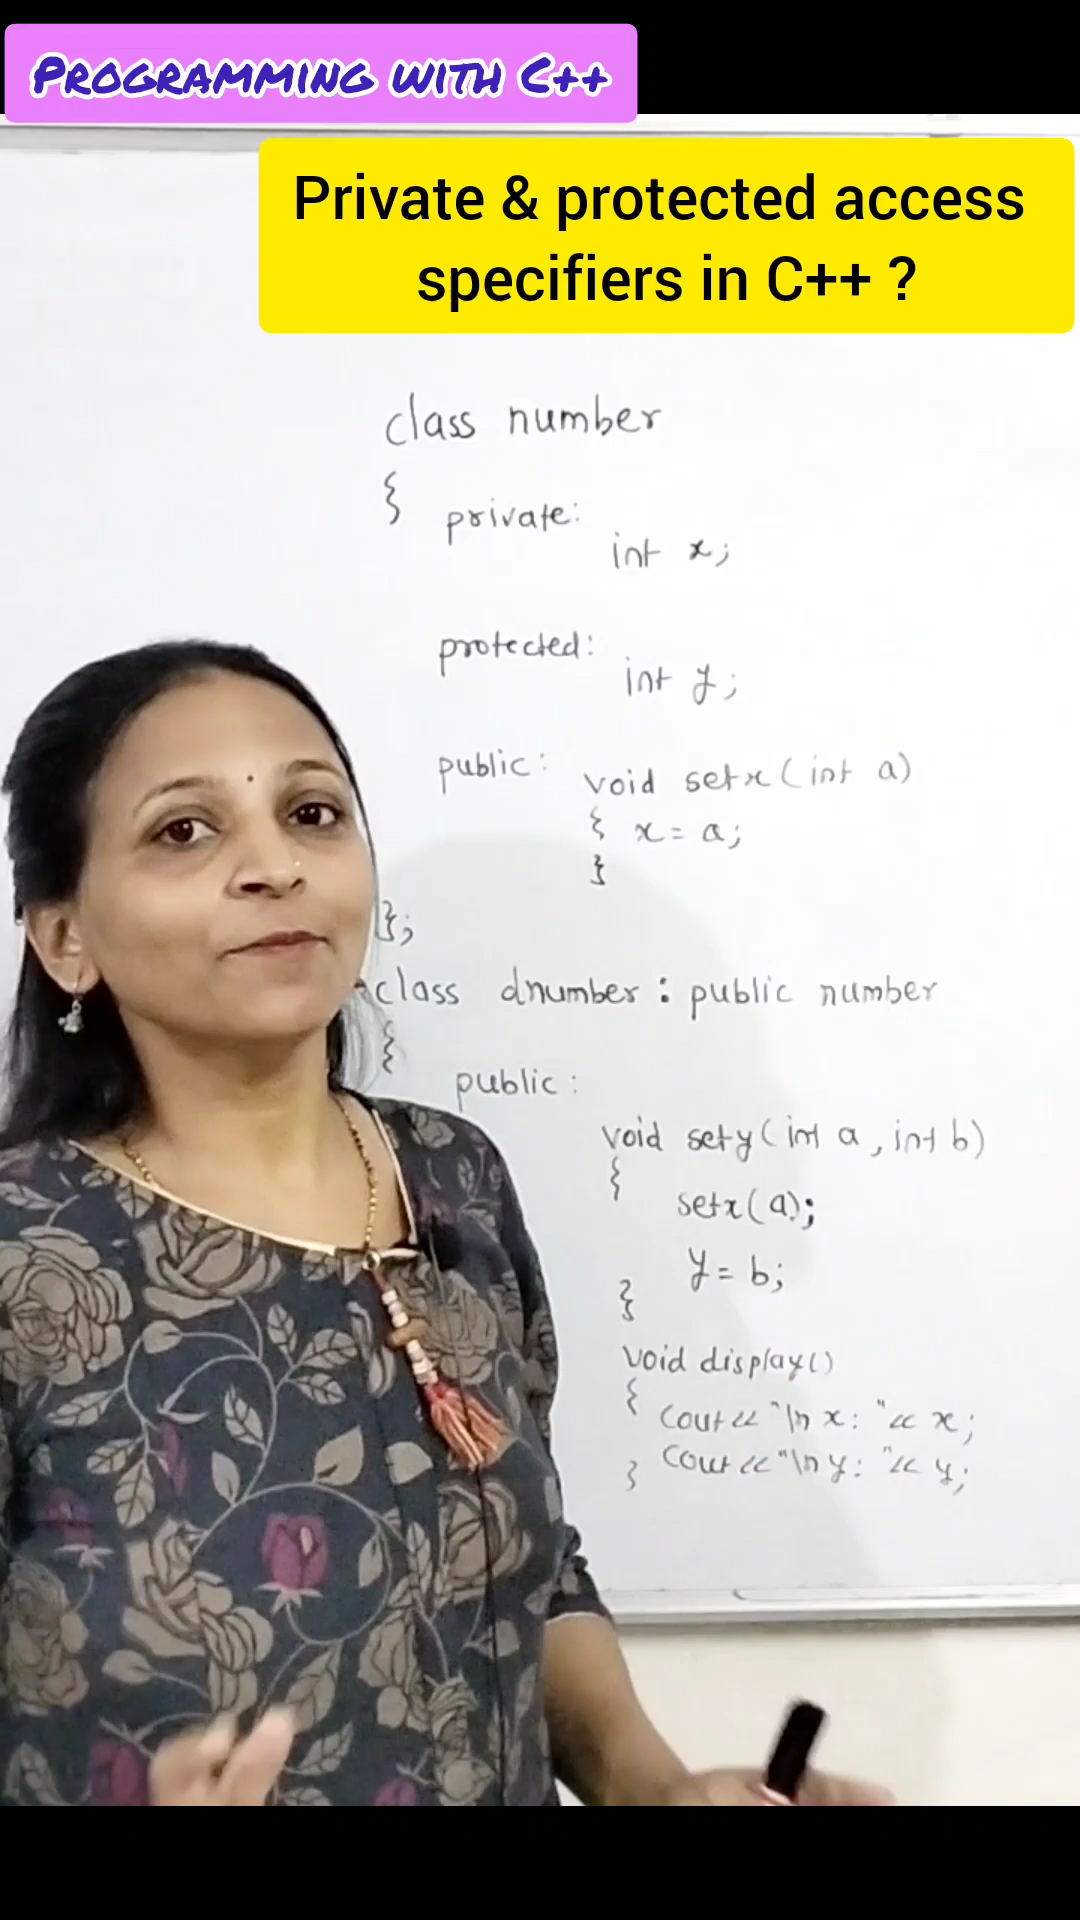 PROGRAMMING WITH C++
Private & protected access
specifiers in C++ ?
class number
{ private:
int x;
protected:
int y;
public: void setx(int a)
{ x = a;
}
};
class dnumber : public number
{
public:
void sety(int a, int b)
{
setx(a);
y = b;
}
void display()
{ cout << "\n x: " << x;
cout << "\n y: " << y;
}